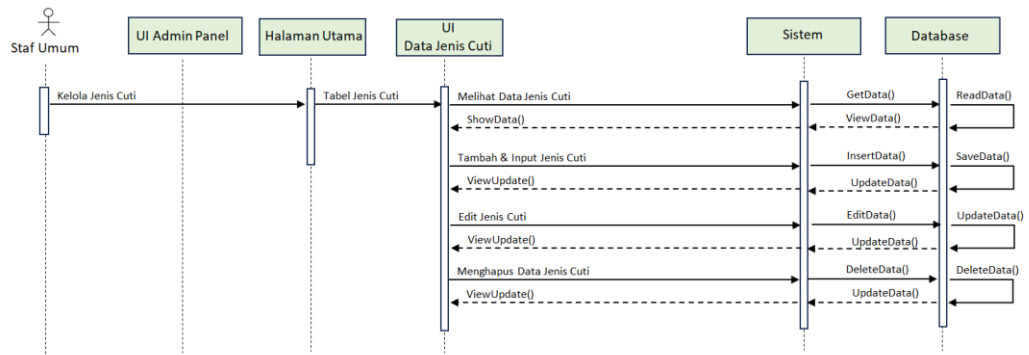 Staf Umum
UI Admin Panel
Halaman Utama
UI
Data Jenis Cuti
Sistem
Database
Kelola Jenis Cuti
Tabel Jenis Cuti
Melihat Data Jenis Cuti
GetData()
ReadData()
ShowData()
ViewData()
Tambah & Input Jenis Cuti
InsertData()
SaveData()
ViewUpdate()
UpdateData()
Edit Jenis Cuti
EditData()
UpdateData()
ViewUpdate()
UpdateData()
Menghapus Data Jenis Cuti
DeleteData()
DeleteData()
ViewUpdate()
UpdateData()